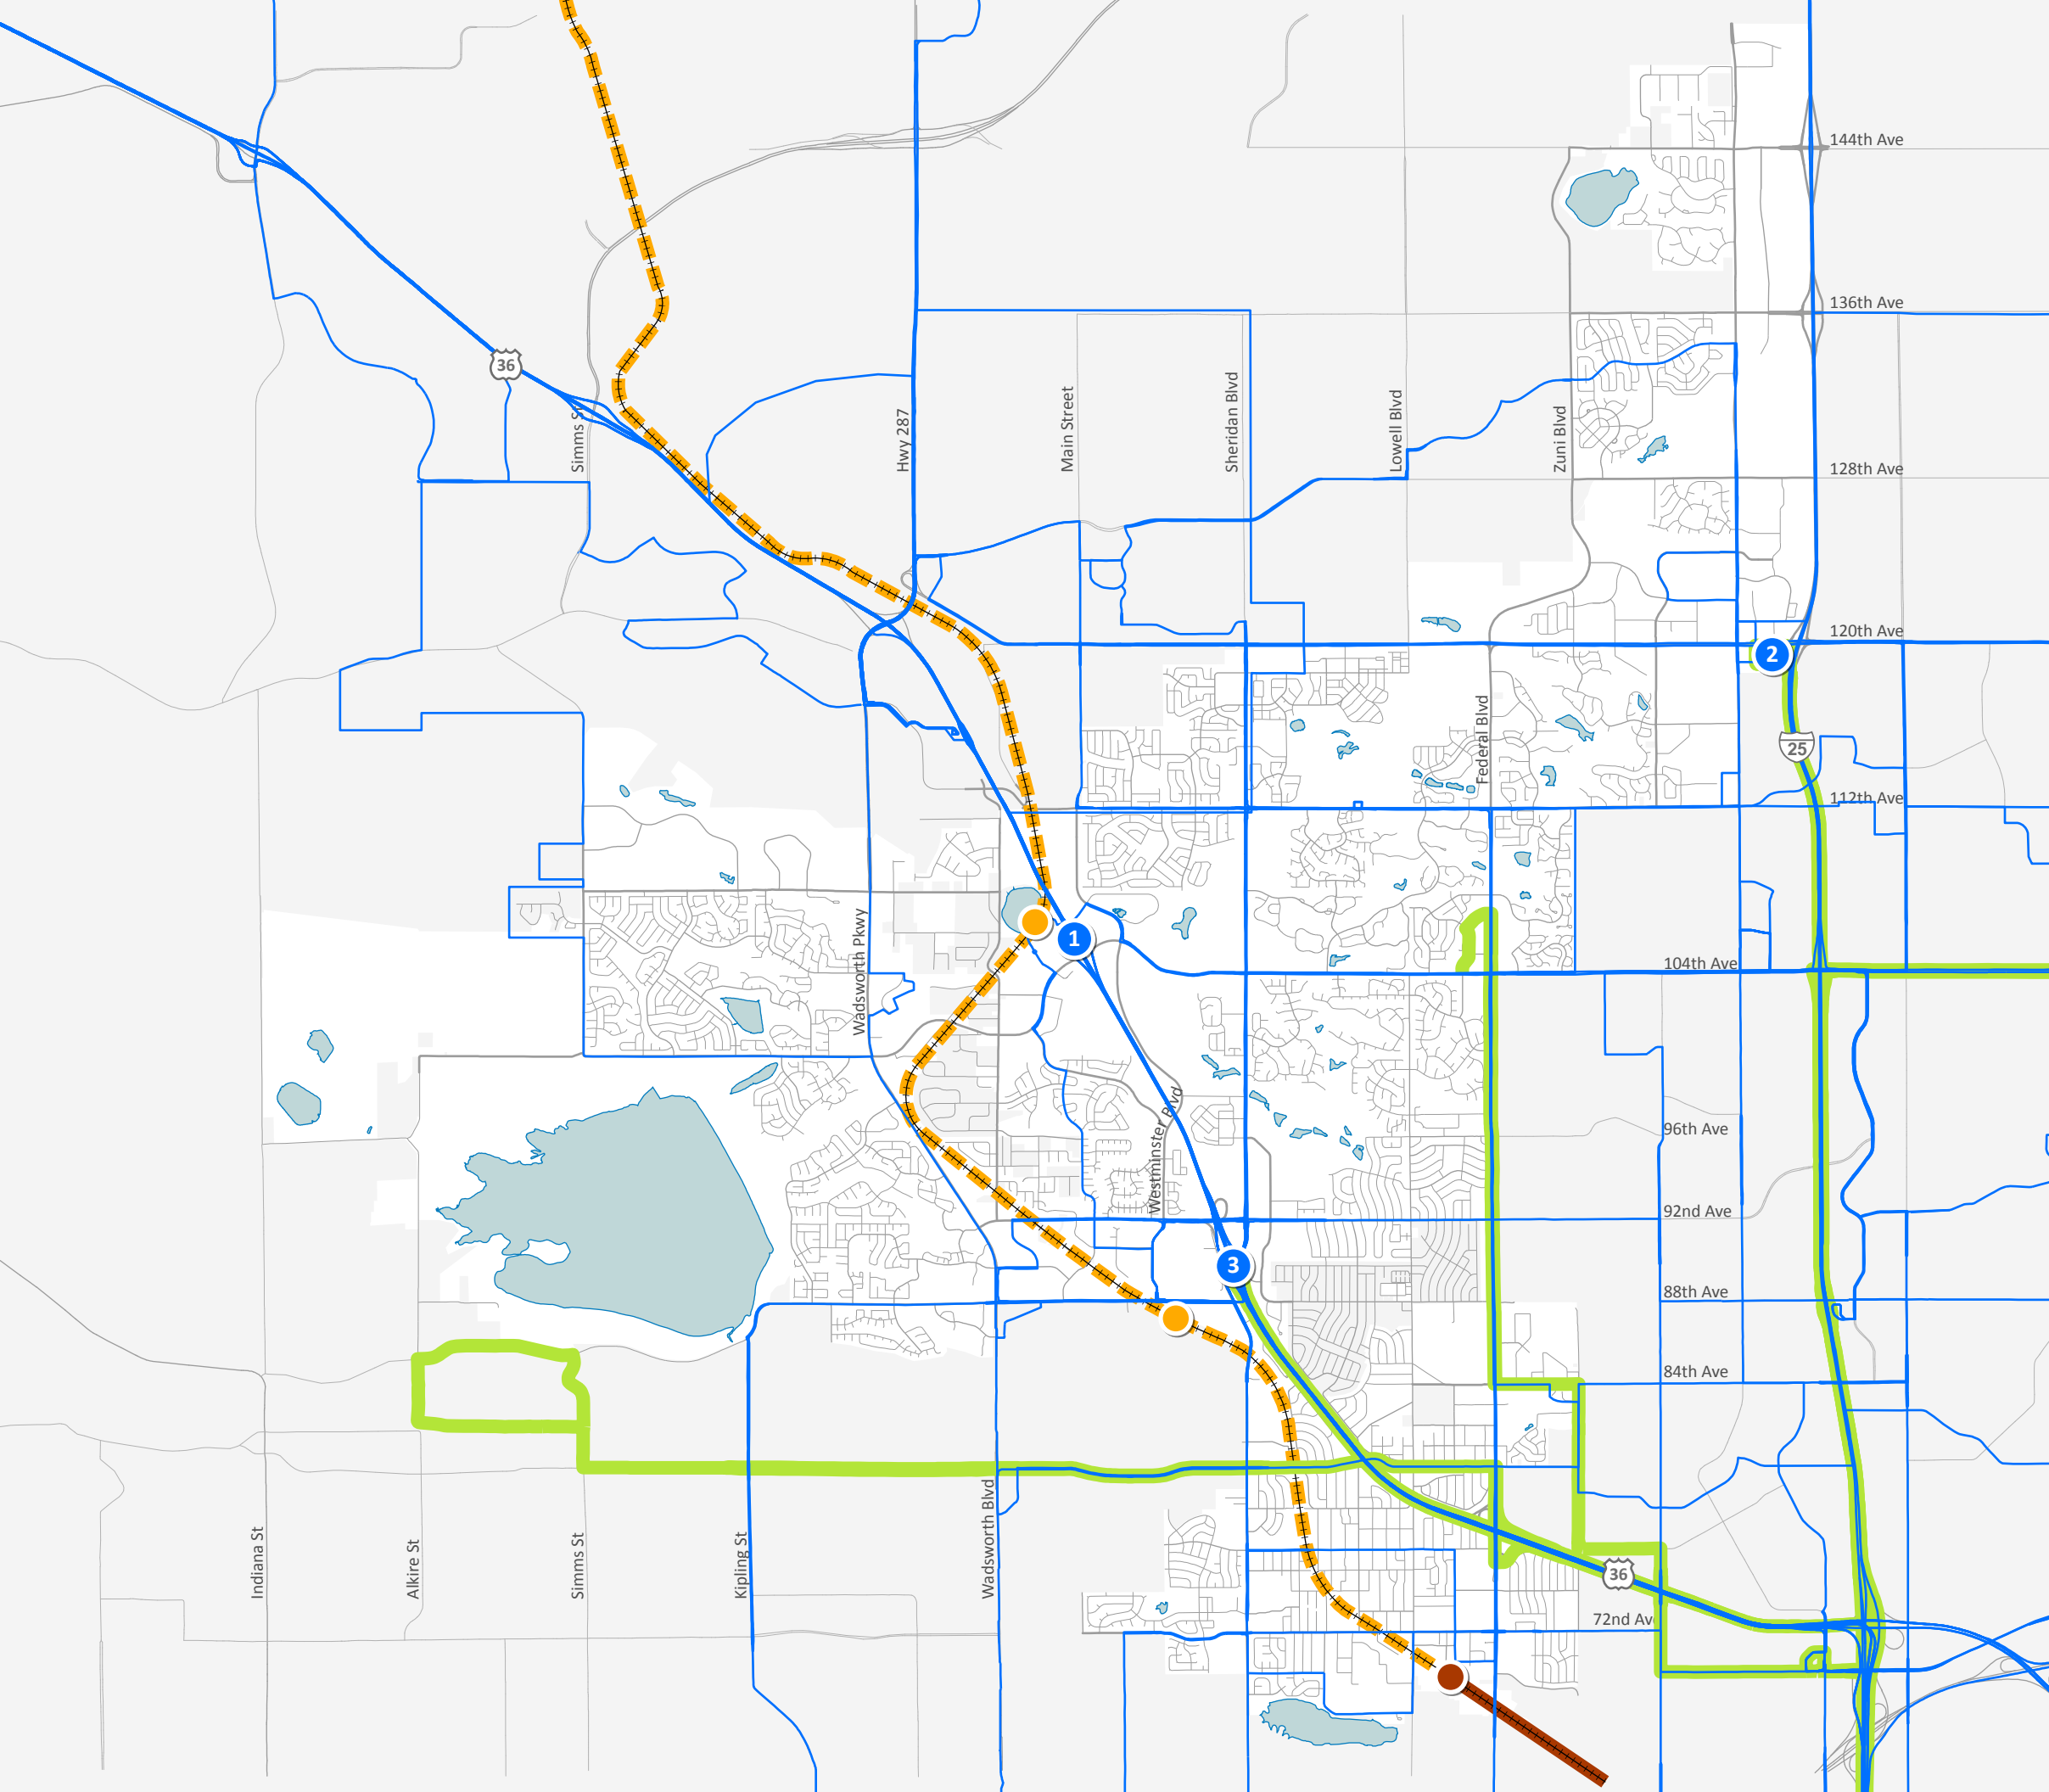 144th Ave
136th Ave
36
Simms St
Hwy 287
Main Street
Sheridan Blvd
Lowell Blvd
Zuni Blvd
128th Ave
120th Ave
2
Federal Blvd
25
112th Ave
Wadsworth Pkwy
1
104th Ave
Westminster Blvd
96th Ave
92nd Ave
3
88th Ave
84th Ave
Indiana St
Alkire St
Simms St
Kipling St
Wadsworth Blvd
36
72nd Av